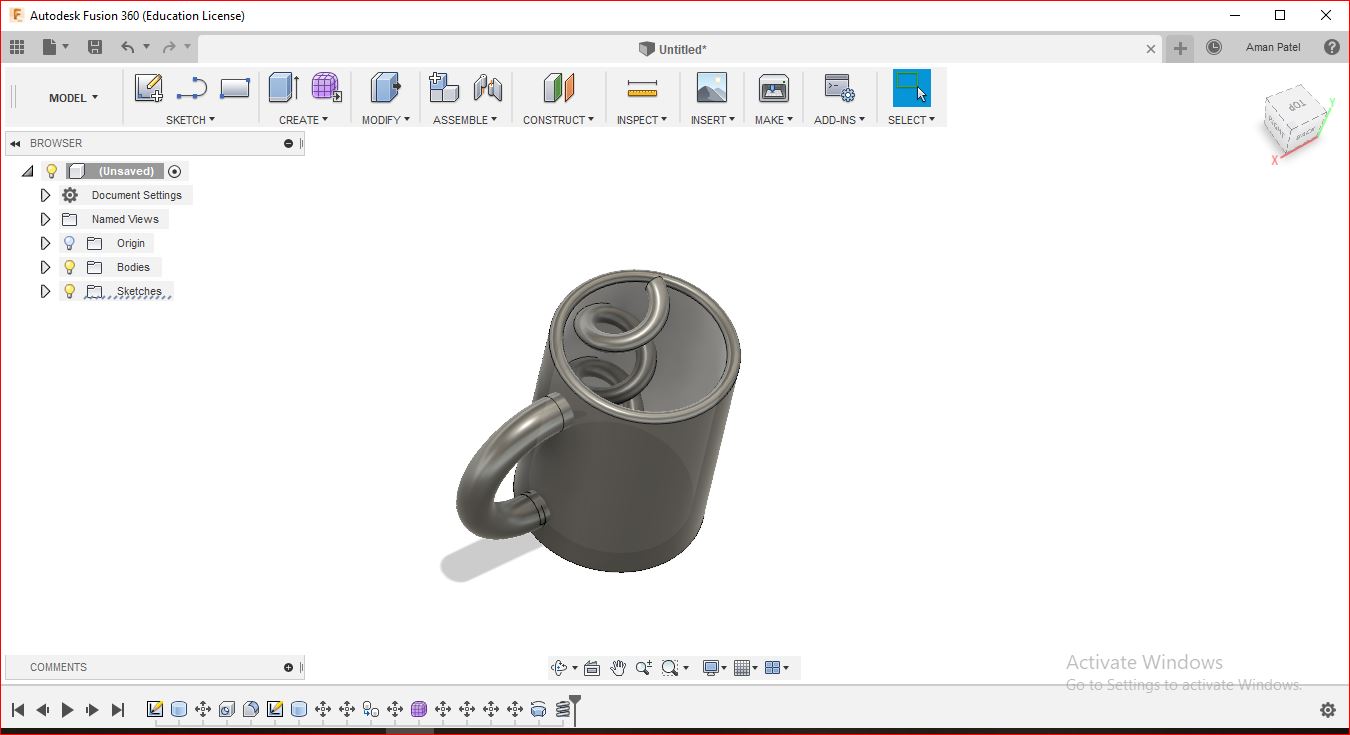 Autodesk Fusion 360 (Education License)
Untitled*
Aman Patel
MODEL
SKETCH
CREATE
MODIFY
ASSEMBLE
CONSTRUCT
INSPECT
INSERT
MAKE
ADD-INS
SELECT
TOP
RIGHT
BACK
Y
X
BROWSER
(Unsaved)
Document Settings
Named Views
Origin
Bodies
Sketches
COMMENTS
Activate Windows
Go to Settings to activate Windows.